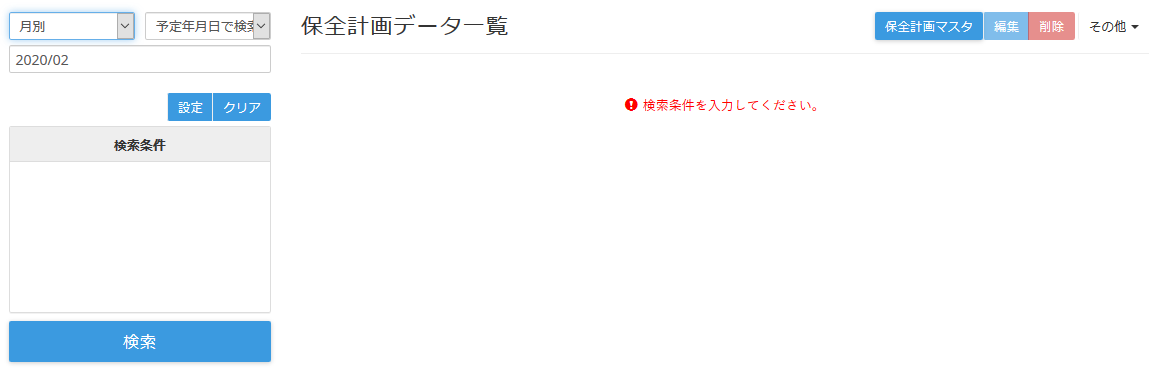 月別
予定年月日で検索
2020/02
設定
クリア
検索条件
検索
保全計画データ一覧
保全計画マスタ
編集
削除
その他
検索条件を入力してください。